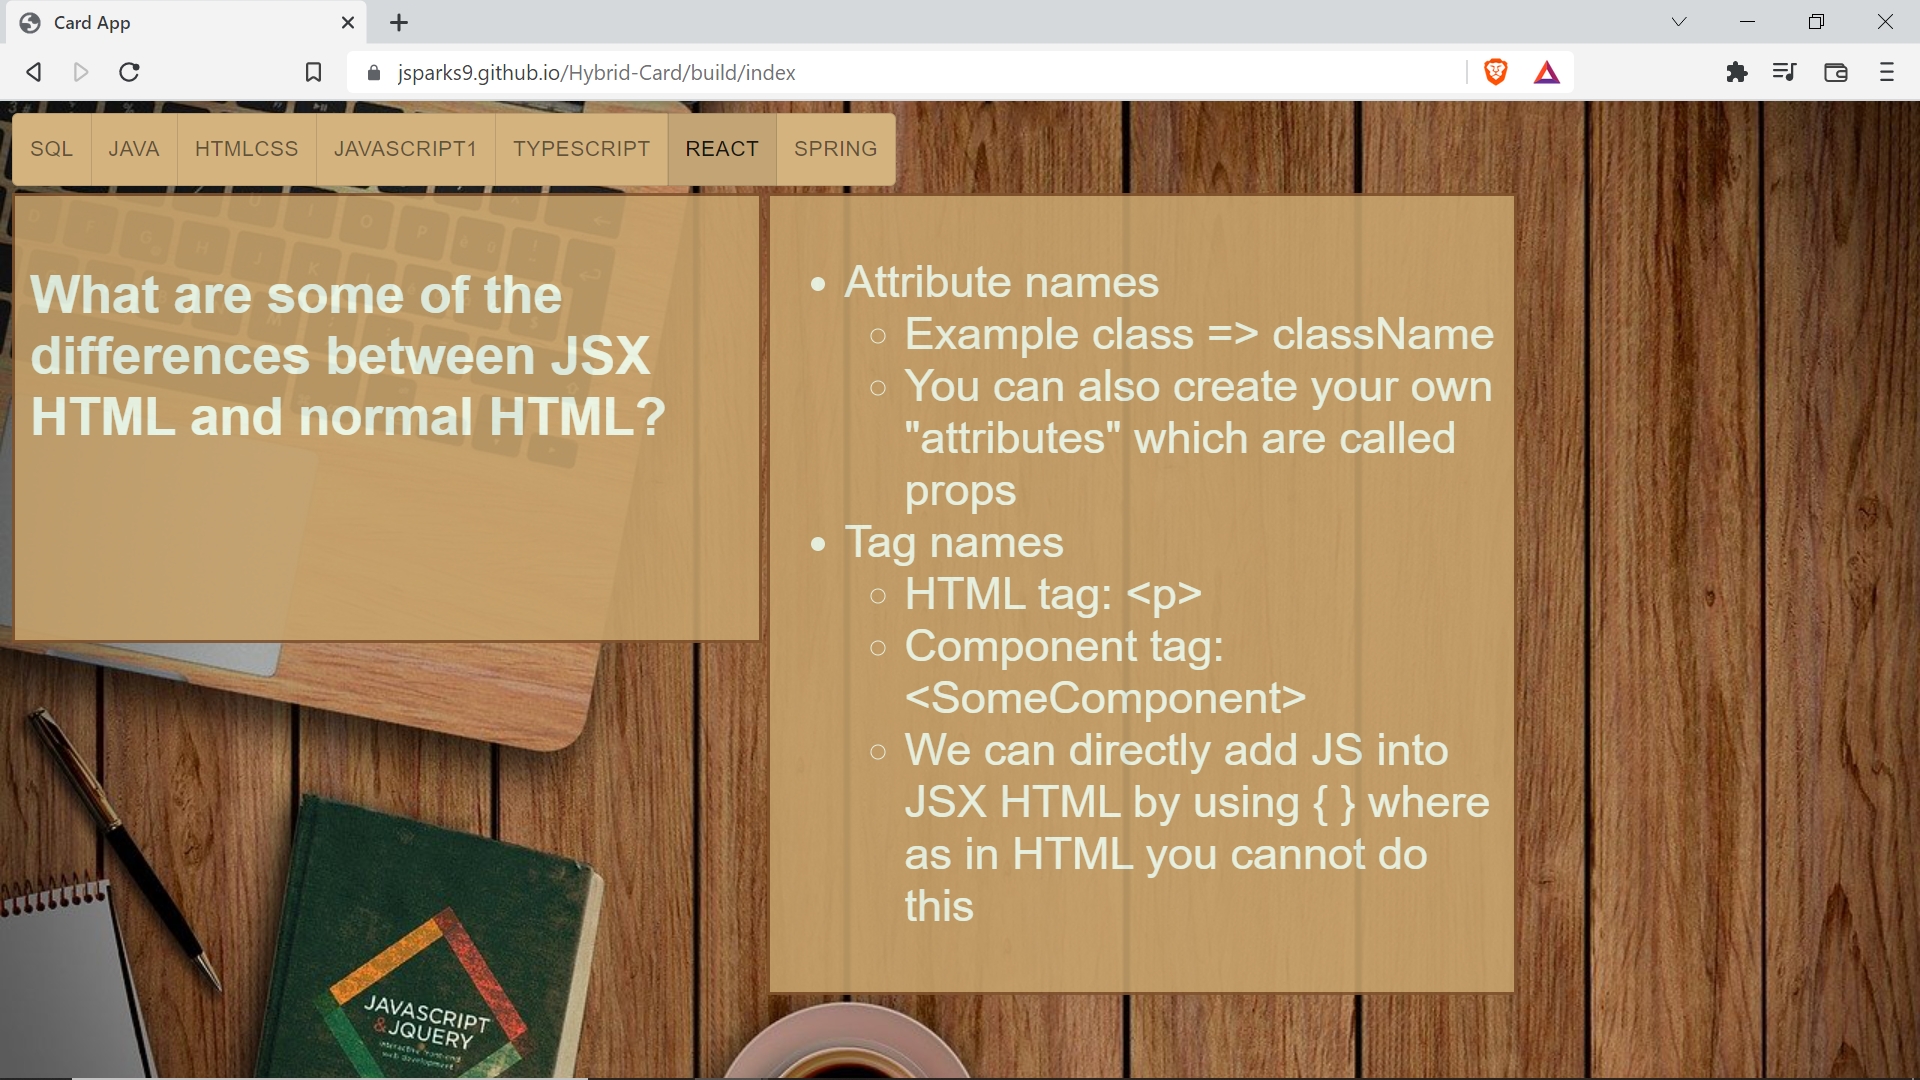 Card App
jsparks9.github.io/Hybrid-Card/build/index
SQL
JAVA
HTMLCSS
JAVASCRIPT1
TYPESCRIPT
REACT
SPRING
What are some of the
differences between JSX
HTML and normal HTML?
• Attribute names
○ Example class => className
○ You can also create your own
"attributes" which are called
props
• Tag names
○ HTML tag: <p>
○ Component tag:
<SomeComponent>
○ We can directly add JS into
JSX HTML by using { } where
as in HTML you cannot do
this
JAVASCRIPT
&JQUERY
interactive front-end
web development